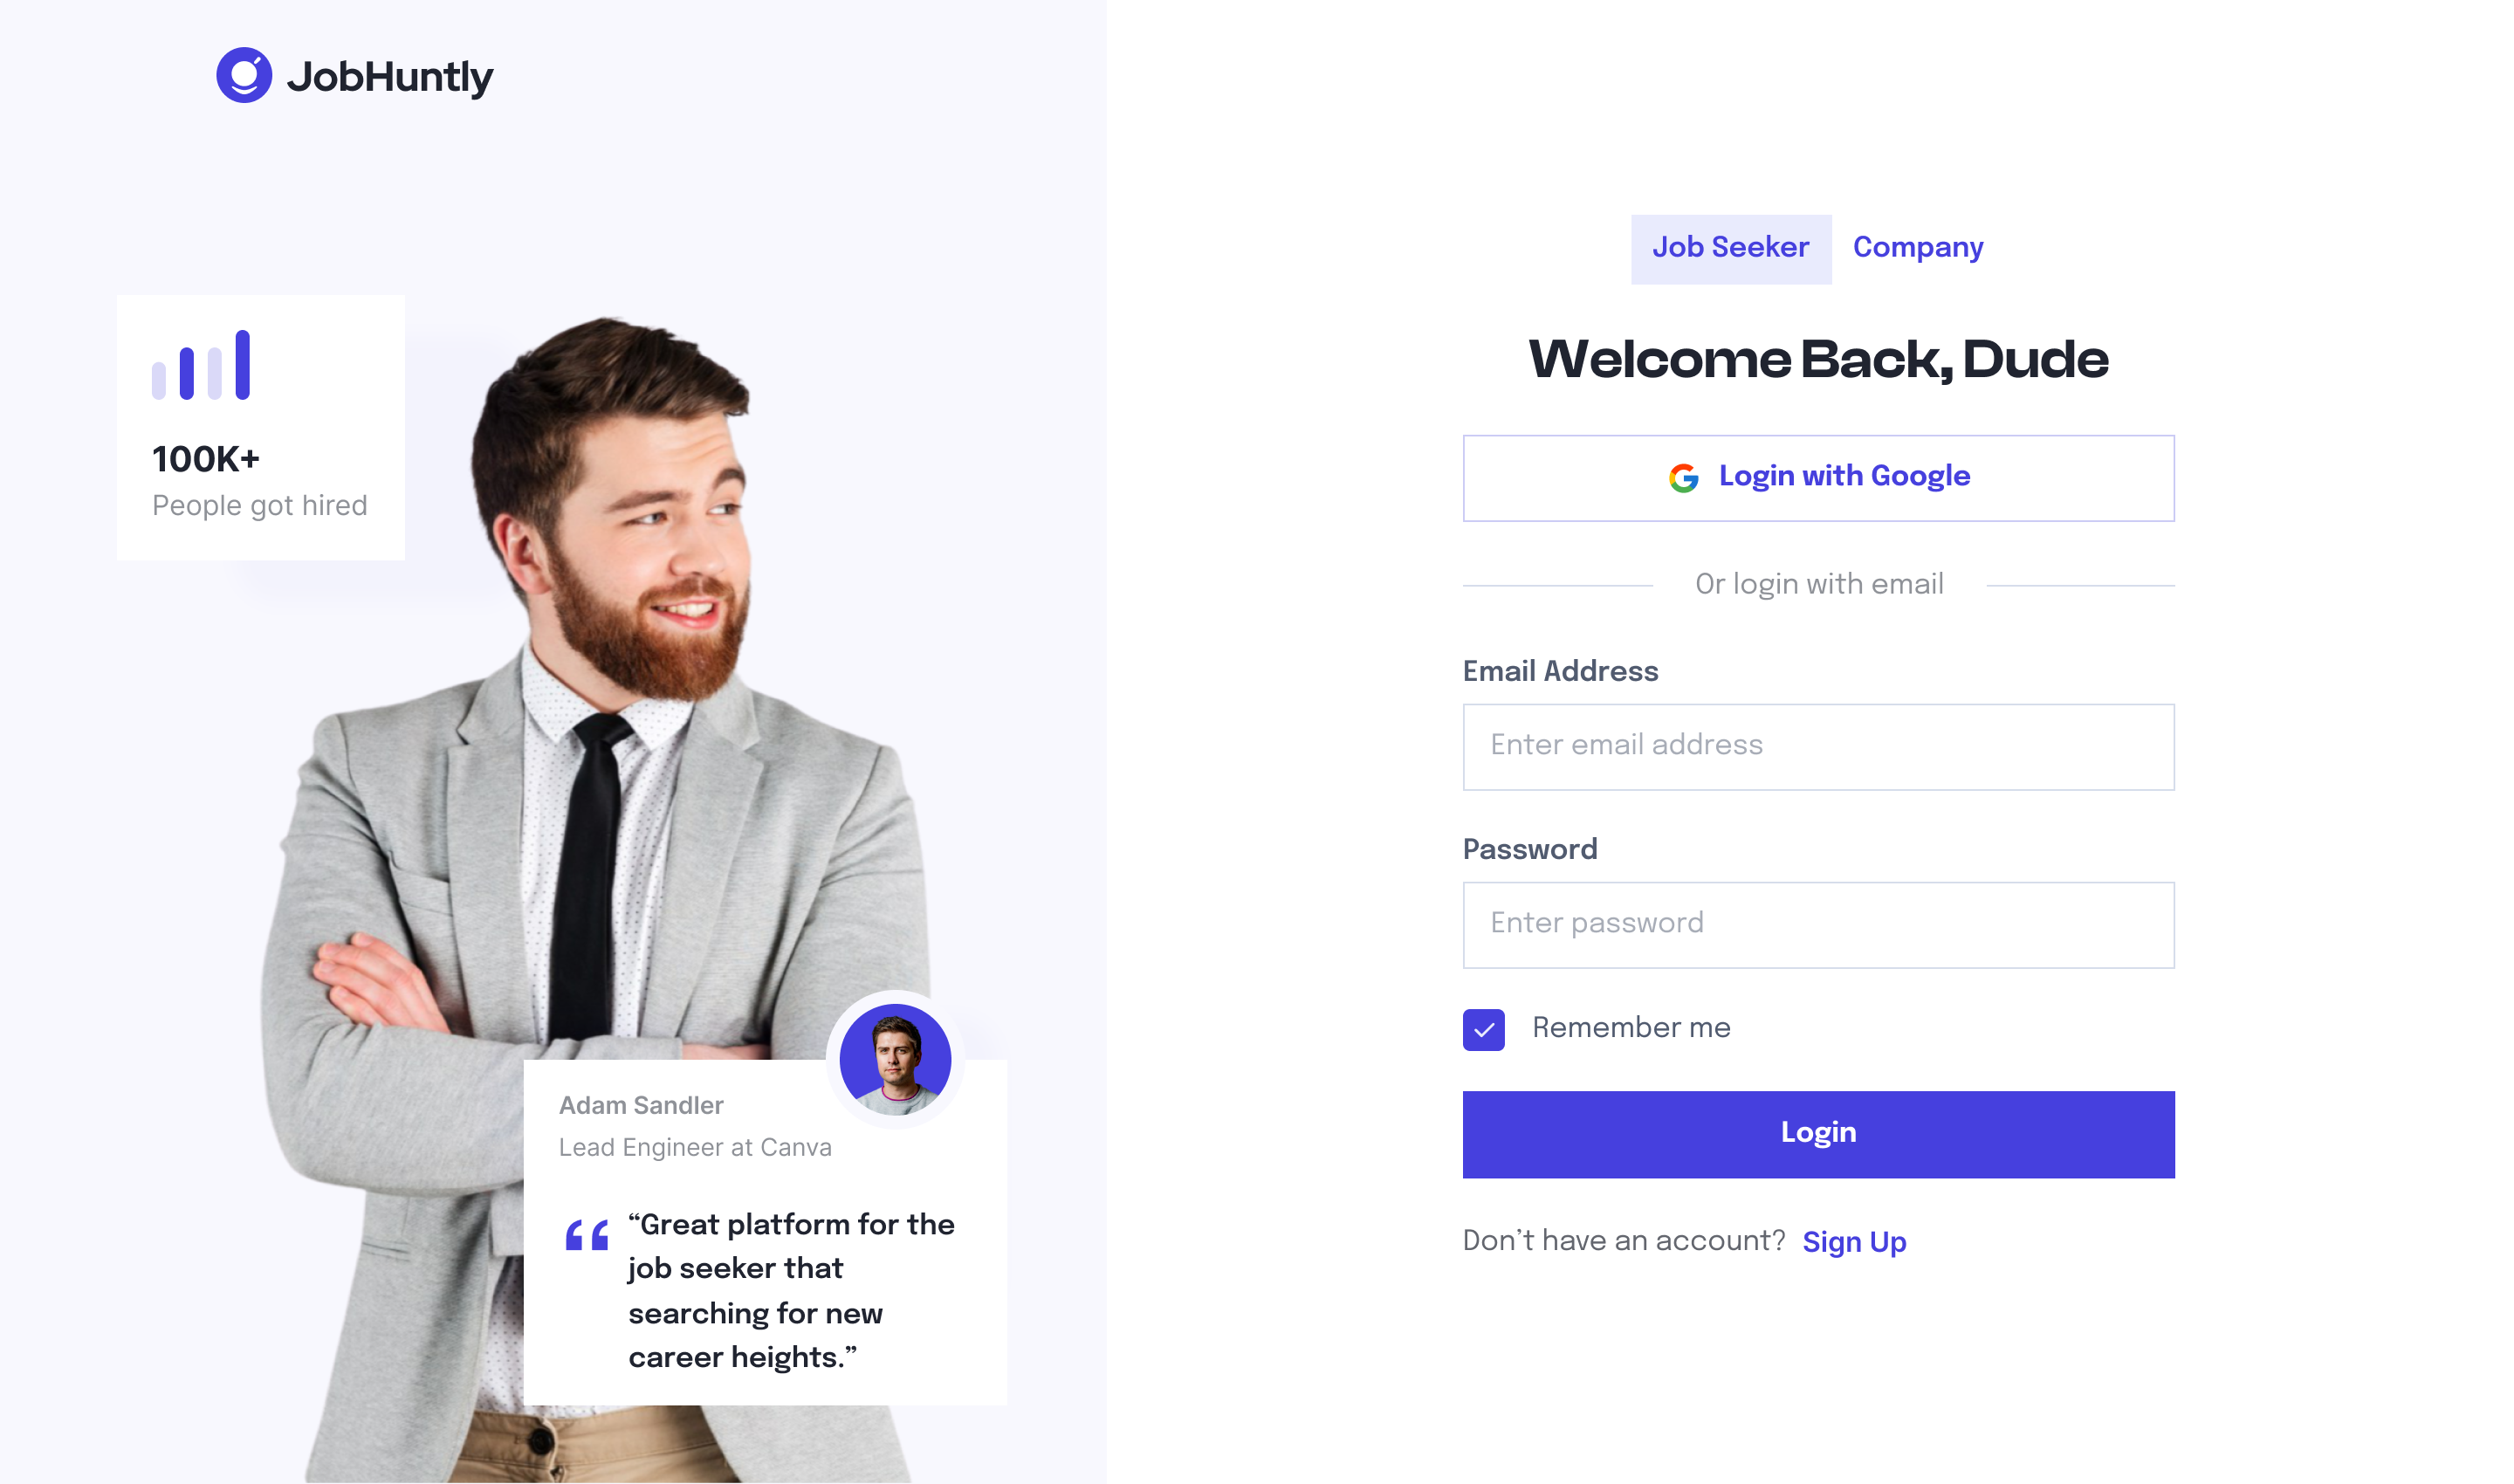 JobHuntly
100K+
People got hired
Adam Sandler
Lead Engineer at Canva
“Great platform for the
job seeker that
searching for new
career heights.”
Job Seeker
Company
Welcome Back, Dude
Login with Google
Or login with email
Email Address
Enter email address
Password
Enter password
Remember me
Login
Don’t have an account? Sign Up